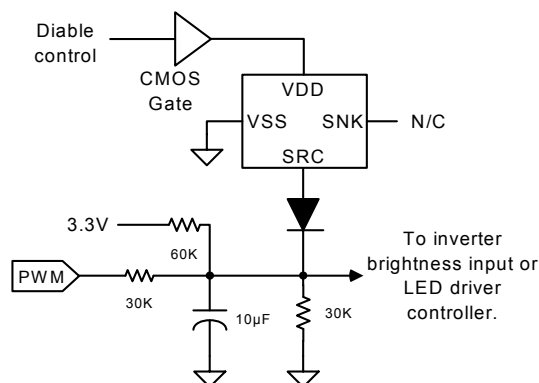 Diable
control
CMOS
Gate
VDD
VSS
SNK
N/C
SRC
3.3V
60K
PWM
30K
10µF
30K
To inverter
brightness input or
LED driver
controller.